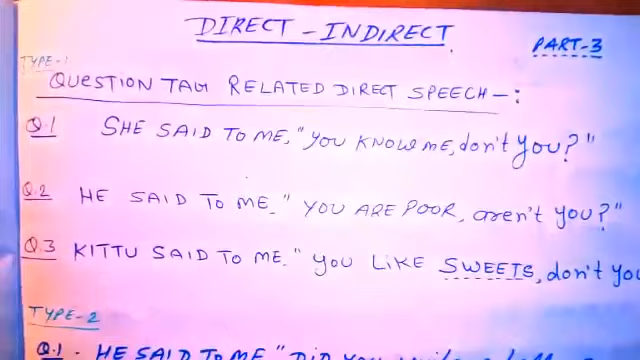 DIRECT - INDIRECT
PART-3
TYPE-1
QUESTION TAG RELATED DIRECT SPEECH-:
Q.1 SHE SAID TO ME, "YOU KNOW ME, don't you?"
Q.2 HE SAID TO ME, "YOU ARE POOR, aren't you?"
Q.3 KITTU SAID TO ME. "YOU LIKE SWEETS, don't you
TYPE-2
Q.1. HE SAID TO ME "DID YOU